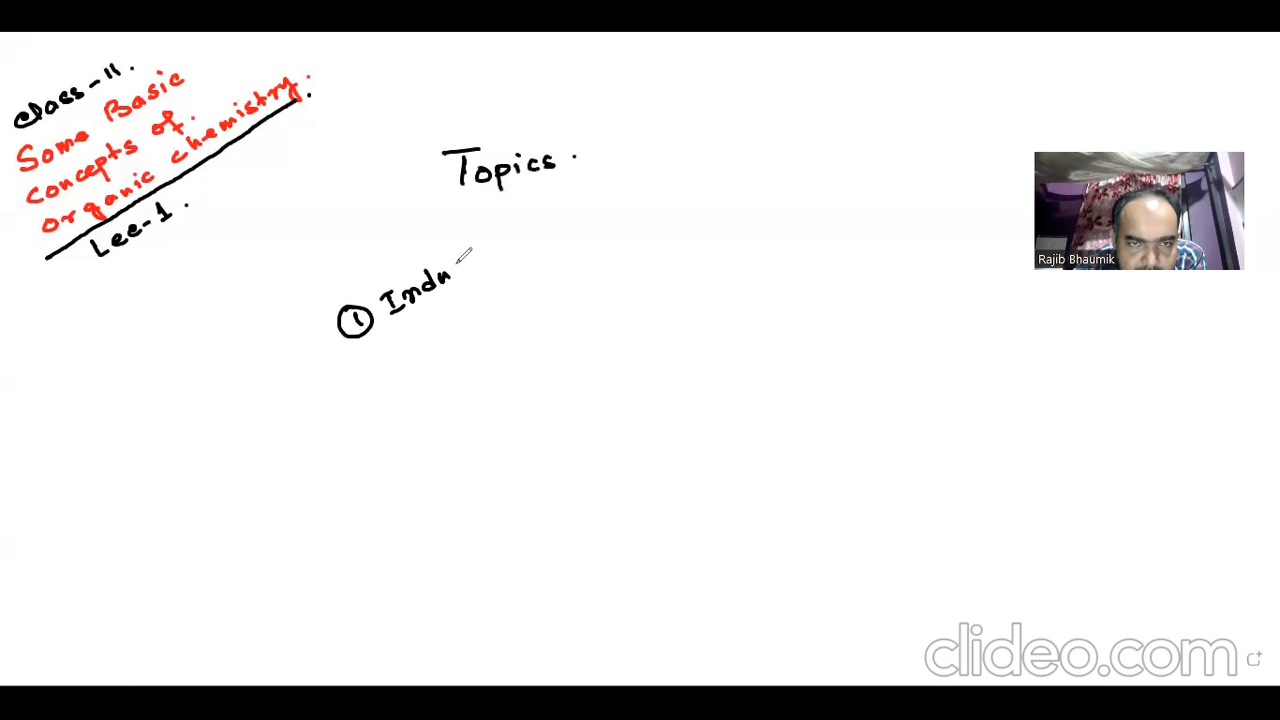 Class-11.
Some Basic
concepts of.
organic chemistry.
Lec-1.
Topics.
① Indu
Rajib Bhaumik
clideo.com